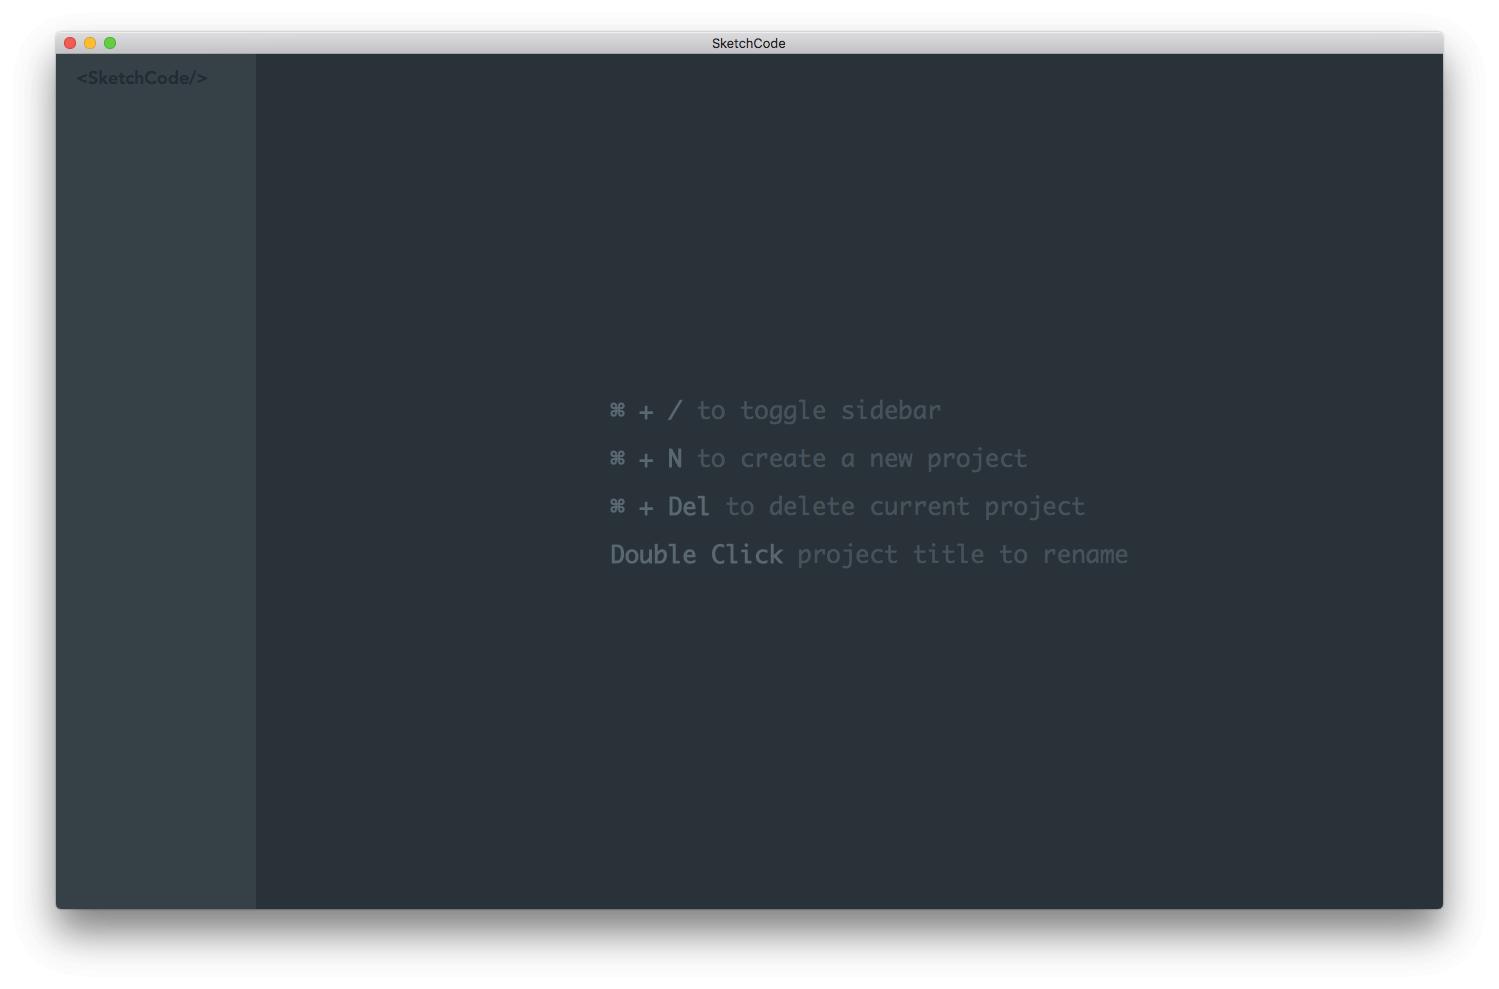 SketchCode
<SketchCode/>
⌘ + / to toggle sidebar
⌘ + N to create a new project
⌘ + Del to delete current project
Double Click project title to rename